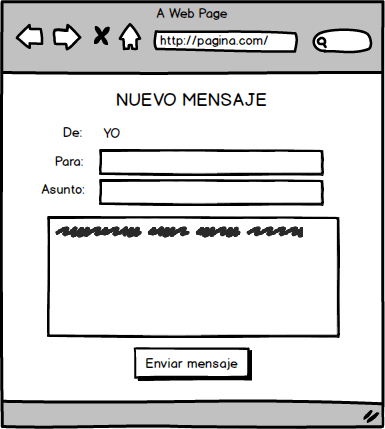 A Web Page
http://pagina.com/
NUEVO MENSAJE
De: YO
Para:
Asunto:
Enviar mensaje